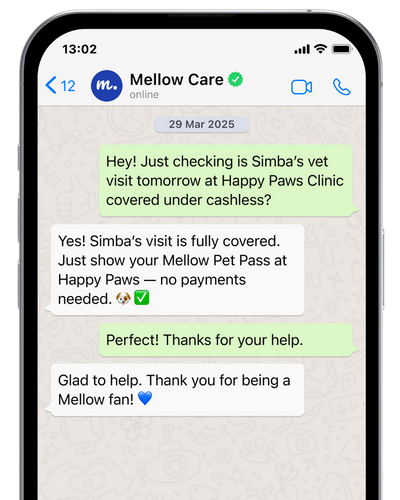 13:02
12
m.
Mellow Care
online
29 Mar 2025
Hey! Just checking is Simba’s vet
visit tomorrow at Happy Paws Clinic
covered under cashless?
Yes! Simba’s visit is fully covered.
Just show your Mellow Pet Pass at
Happy Paws — no payments
needed. 🐶 ✅
Perfect! Thanks for your help.
Glad to help. Thank you for being a
Mellow fan! 💙